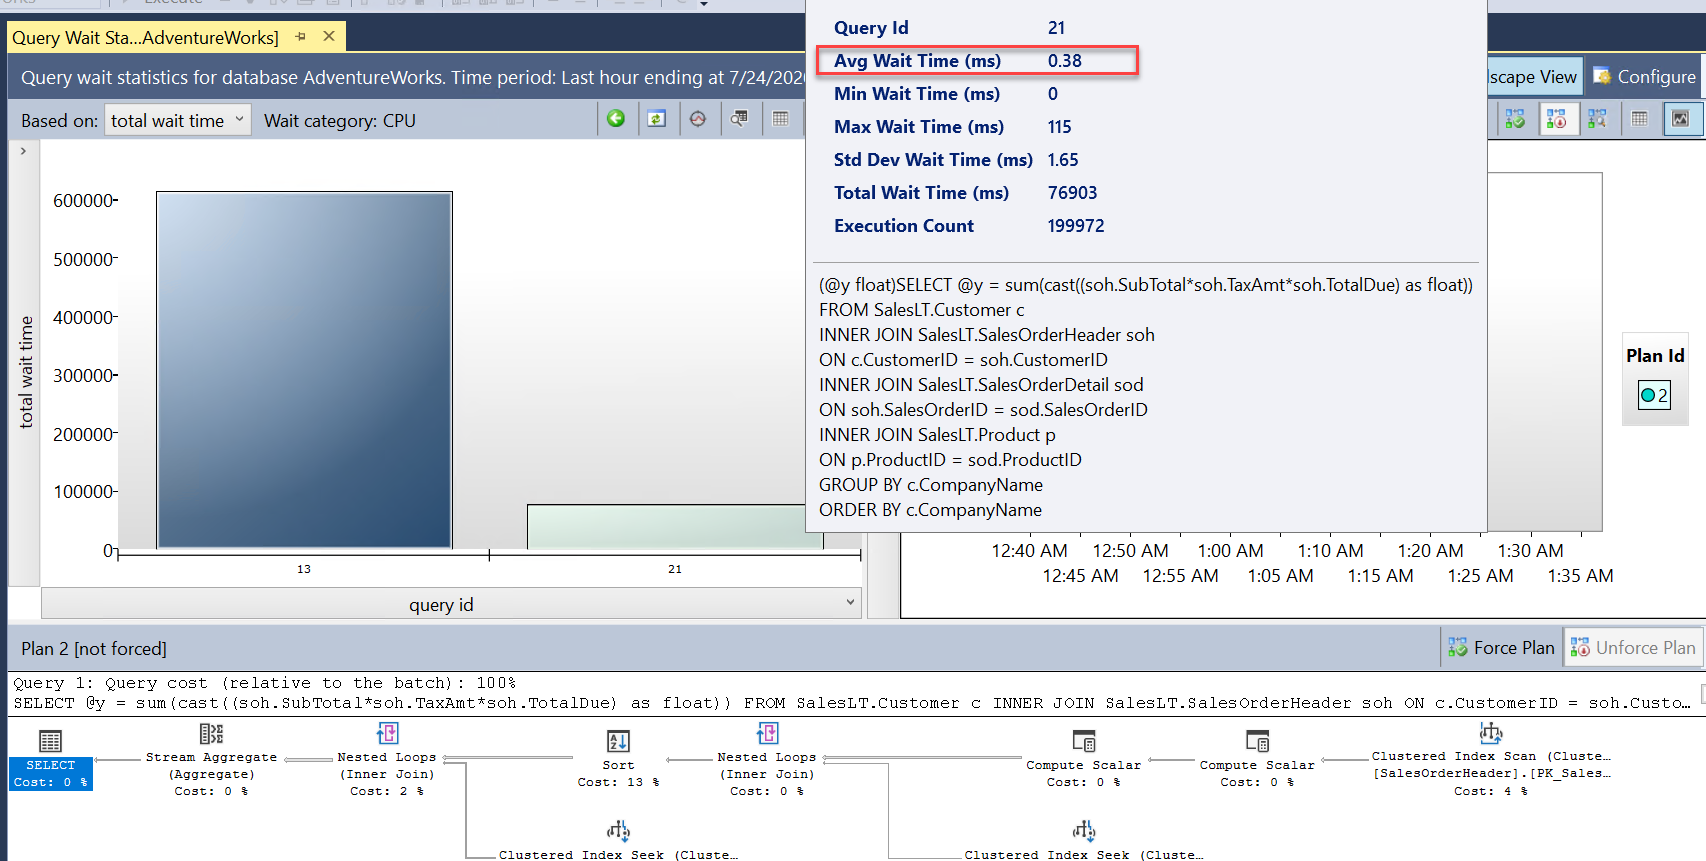 Execute
Query Wait Sta...AdventureWorks]
Query wait statistics for database AdventureWorks. Time period: Last hour ending at 7/24/202
Based on: total wait time Wait category: CPU
scape View Configure
Query Id 21
Avg Wait Time (ms) 0.38
Min Wait Time (ms) 0
Max Wait Time (ms) 115
Std Dev Wait Time (ms) 1.65
Total Wait Time (ms) 76903
Execution Count 199972
(@y float)SELECT @y = sum(cast((soh.SubTotal*soh.TaxAmt*soh.TotalDue) as float))
FROM SalesLT.Customer c
INNER JOIN SalesLT.SalesOrderHeader soh
ON c.CustomerID = soh.CustomerID
INNER JOIN SalesLT.SalesOrderDetail sod
ON soh.SalesOrderID = sod.SalesOrderID
INNER JOIN SalesLT.Product p
ON p.ProductID = sod.ProductID
GROUP BY c.CompanyName
ORDER BY c.CompanyName
total wait time
600000
500000
400000
300000
200000
100000
0
13 21
query id
Plan Id
2
12:40 AM 12:50 AM 1:00 AM 1:10 AM 1:20 AM 1:30 AM
12:45 AM 12:55 AM 1:05 AM 1:15 AM 1:25 AM 1:35 AM
Plan 2 [not forced]
Force Plan Unforce Plan
Query 1: Query cost (relative to the batch): 100%
SELECT @y = sum(cast((soh.SubTotal*soh.TaxAmt*soh.TotalDue) as float)) FROM SalesLT.Customer c INNER JOIN SalesLT.SalesOrderHeader soh ON c.CustomerID = soh.Custo...
SELECT
Cost: 0 %
Stream Aggregate
(Aggregate)
Cost: 0 %
Nested Loops
(Inner Join)
Cost: 2 %
Sort
Cost: 13 %
Nested Loops
(Inner Join)
Cost: 0 %
Compute Scalar
Cost: 0 %
Compute Scalar
Cost: 0 %
Clustered Index Scan (Cluste...
[SalesOrderHeader].[PK_Sales...
Cost: 4 %
Clustered Index Seek (Cluste...
Clustered Index Seek (Cluste...